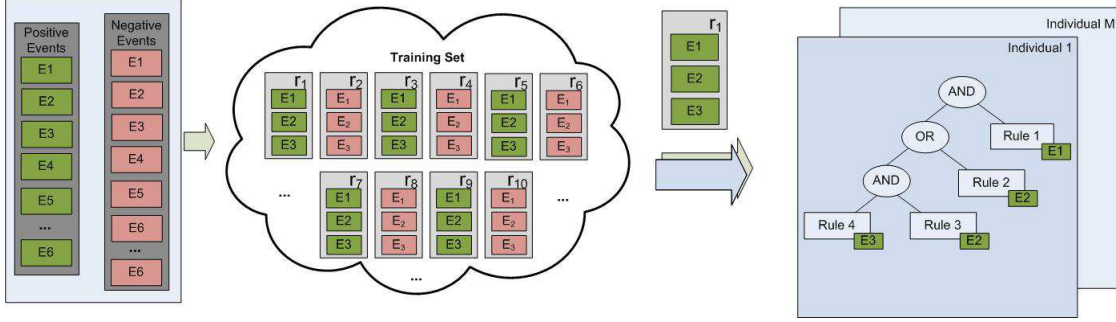 Positive Events
E1
E2
E3
E4
E5
...
E6
Negative Events
E1
E2
E3
E4
E5
E6
...
E6
Training Set
r1
E1
E2
E3
r2
E1
E2
E3
r3
E1
E2
E3
r4
E1
E2
E3
r5
E1
E2
E3
r6
E1
E2
E3
...
r7
E1
E2
E3
r8
E1
E2
E3
r9
E1
E2
E3
r10
E1
E2
E3
...
...
r1
E1
E2
E3
Individual M
Individual 1
AND
OR
Rule 1
E1
AND
Rule 2
E2
Rule 4
E3
Rule 3
E2